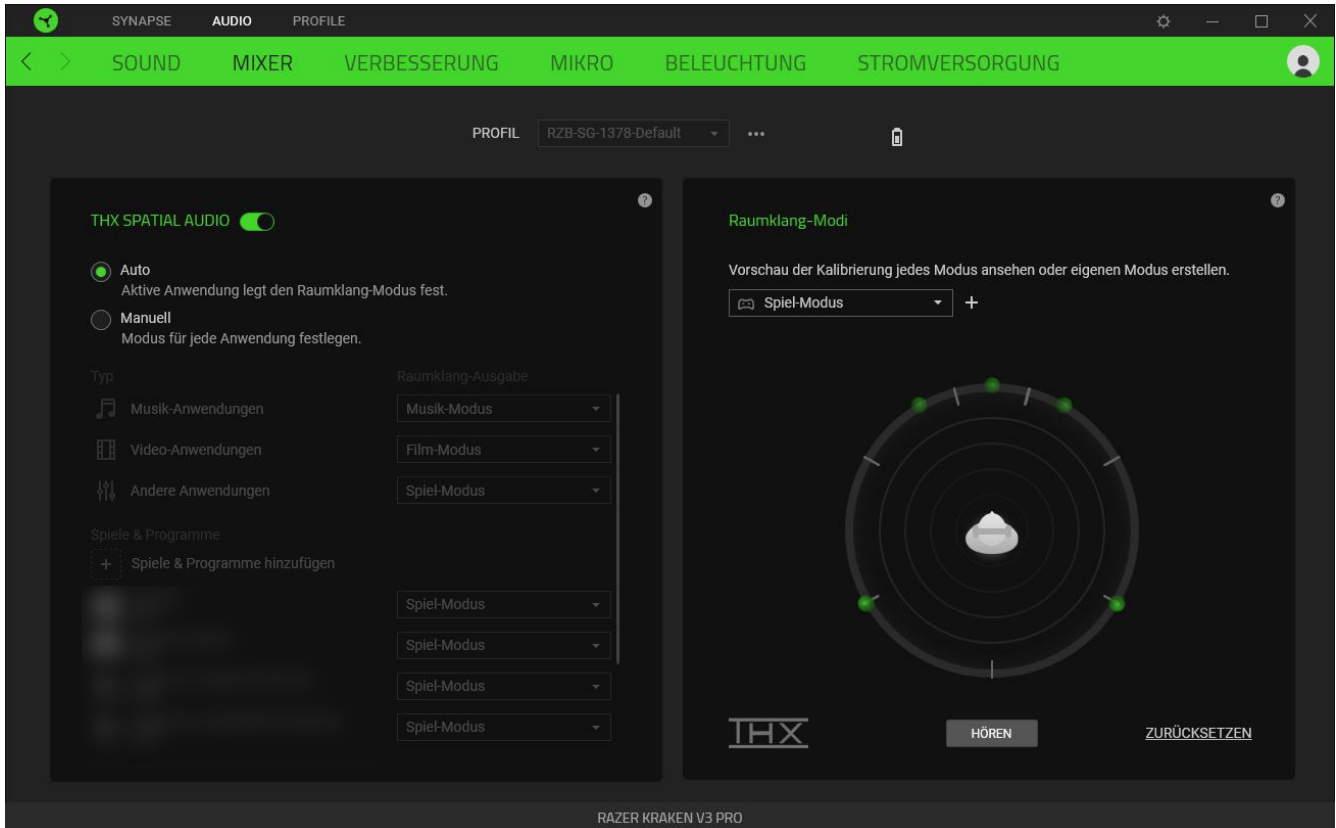 SYNAPSE AUDIO PROFILE
SOUND MIXER VERBESSERUNG MIKRO BELEUCHTUNG STROMVERSORGUNG
PROFIL RZB-SG-1378-Default
THX SPATIAL AUDIO
Auto
Aktive Anwendung legt den Raumklang-Modus fest.
Manuell
Modus für jede Anwendung festlegen.
Typ Raumklang-Ausgabe
Musik-Anwendungen Musik-Modus
Video-Anwendungen Film-Modus
Andere Anwendungen Spiel-Modus
Spiele & Programme
Spiele & Programme hinzufügen
Spiel-Modus
Spiel-Modus
Spiel-Modus
Spiel-Modus
Raumklang-Modi
Vorschau der Kalibrierung jedes Modus ansehen oder eigenen Modus erstellen.
Spiel-Modus
THX HÖREN ZURÜCKSETZEN
RAZER KRAKEN V3 PRO